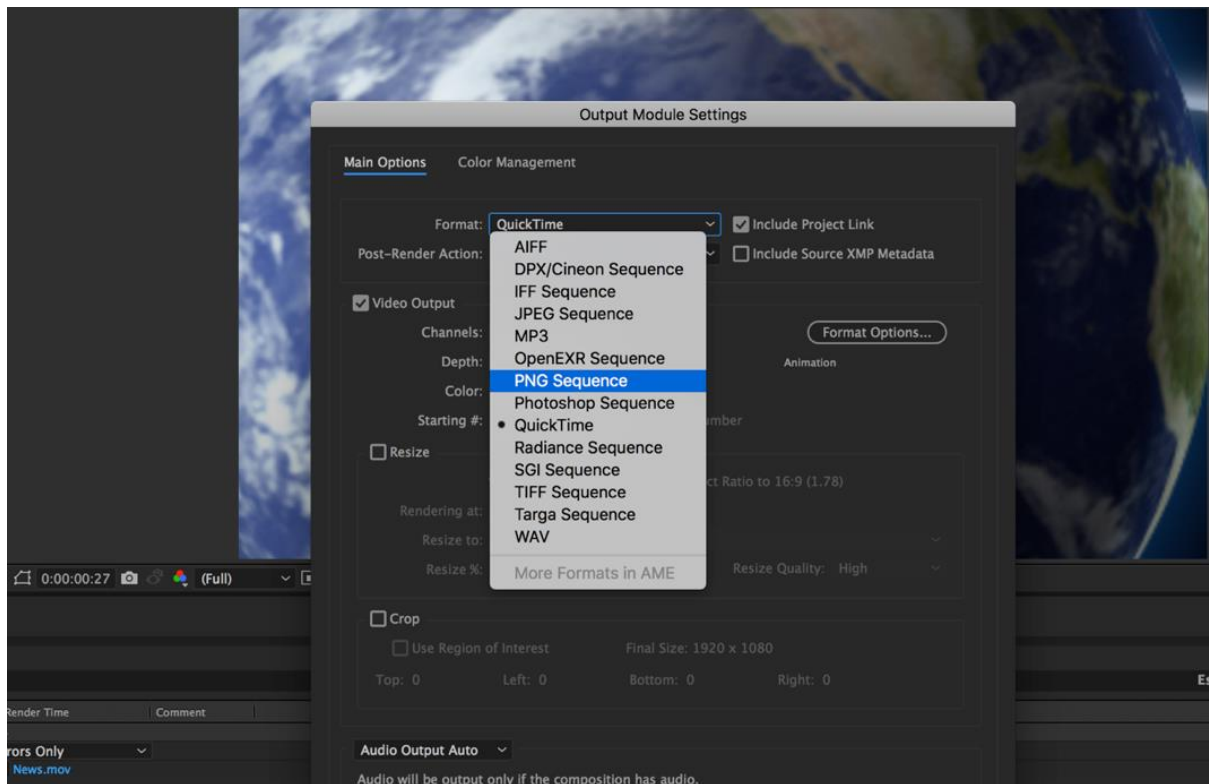 Output Module Settings
Main Options Color Management
Format: QuickTime Include Project Link
AIFF
Post-Render Action: Include Source XMP Metadata
DPX/Cineon Sequence
IFF Sequence
Video Output
JPEG Sequence
Channels: Format Options...
MP3
OpenEXR Sequence
Depth: Animation
PNG Sequence
Color:
Photoshop Sequence
Starting #:
QuickTime
Radiance Sequence
Resize
SGI Sequence
Ratio to 16:9 (1.78)
TIFF Sequence
Rendering at:
Targa Sequence
Resize to:
WAV
Resize %: Resize Quality: High
More Formats in AME
0:00:00:27 (Full)
Crop
Use Region of Interest Final Size: 1920 x 1080
Top: 0 Left: 0 Bottom: 0 Right: 0
Render Time Comment
Only
Audio Output Auto
News.mov
Audio will be output only if the composition has audio.